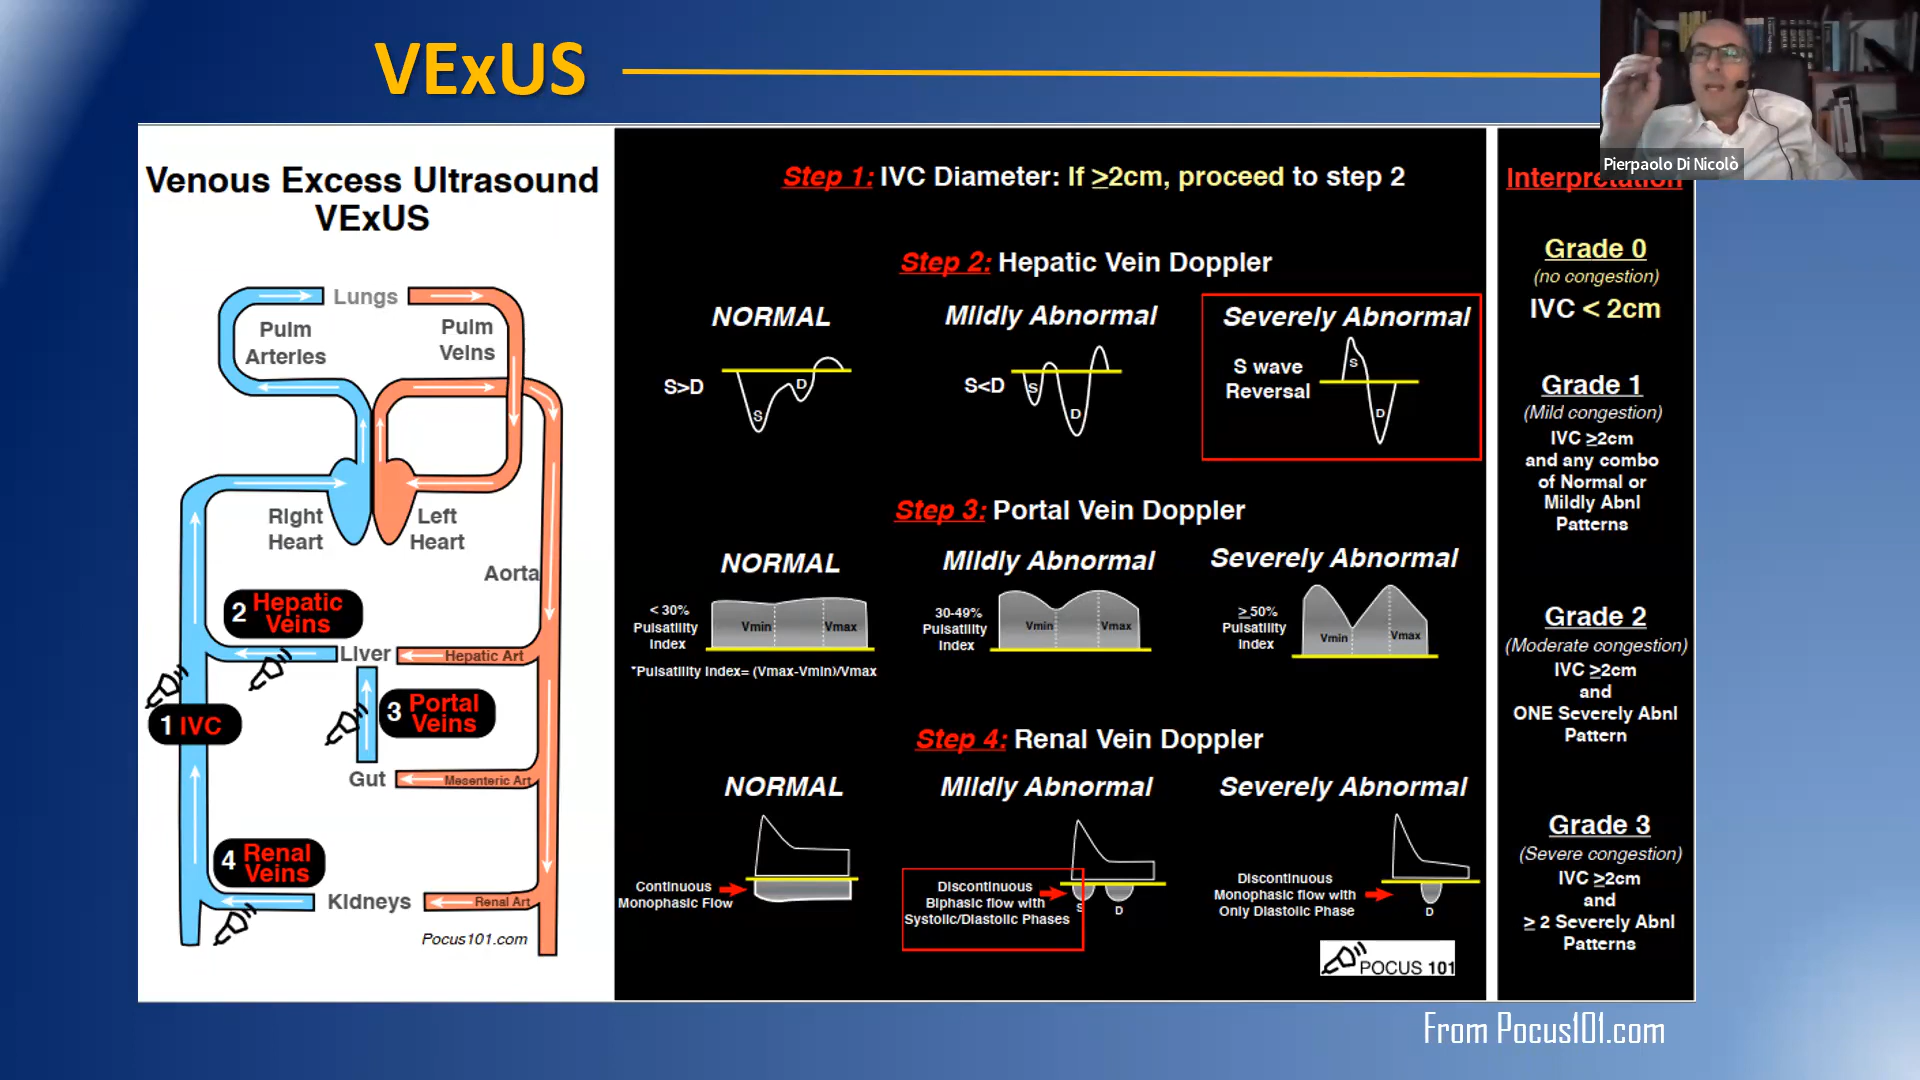 VExUS
Pierpaolo Di Nicolò
Venous Excess Ultrasound
VExUS
Lungs
Pulm
Arteries
Pulm
Veins
Right
Heart
Left
Heart
Aorta
2 Hepatic
Veins
Liver
Hepatic Art
1 IVC
3 Portal
Veins
Gut
Mesenteric Art
4 Renal
Veins
Kidneys
Renal Art
Pocus101.com
Step 1: IVC Diameter: If ≥2cm, proceed to step 2
Step 2: Hepatic Vein Doppler
NORMAL
S>D
S
D
Mildly Abnormal
S<D
S
D
Severely Abnormal
S wave
Reversal
S
D
Step 3: Portal Vein Doppler
NORMAL
< 30%
Pulsatility
Index
Vmin
Vmax
*Pulsatility Index= (Vmax-Vmin)/Vmax
Mildly Abnormal
30-49%
Pulsatility
Index
Vmin
Vmax
Severely Abnormal
≥ 50%
Pulsatility
Index
Vmin
Vmax
Step 4: Renal Vein Doppler
NORMAL
Continuous
Monophasic Flow
Mildly Abnormal
Discontinuous
Biphasic flow with
Systolic/Diastolic Phases
S
D
Severely Abnormal
Discontinuous
Monophasic flow with
Only Diastolic Phase
D
POCUS 101
Interpretation
Grade 0
(no congestion)
IVC < 2cm
Grade 1
(Mild congestion)
IVC ≥2cm
and any combo
of Normal or
Mildly Abnl
Patterns
Grade 2
(Moderate congestion)
IVC ≥2cm
and
ONE Severely Abnl
Pattern
Grade 3
(Severe congestion)
IVC ≥2cm
and
≥ 2 Severely Abnl
Patterns
From Pocus101.com